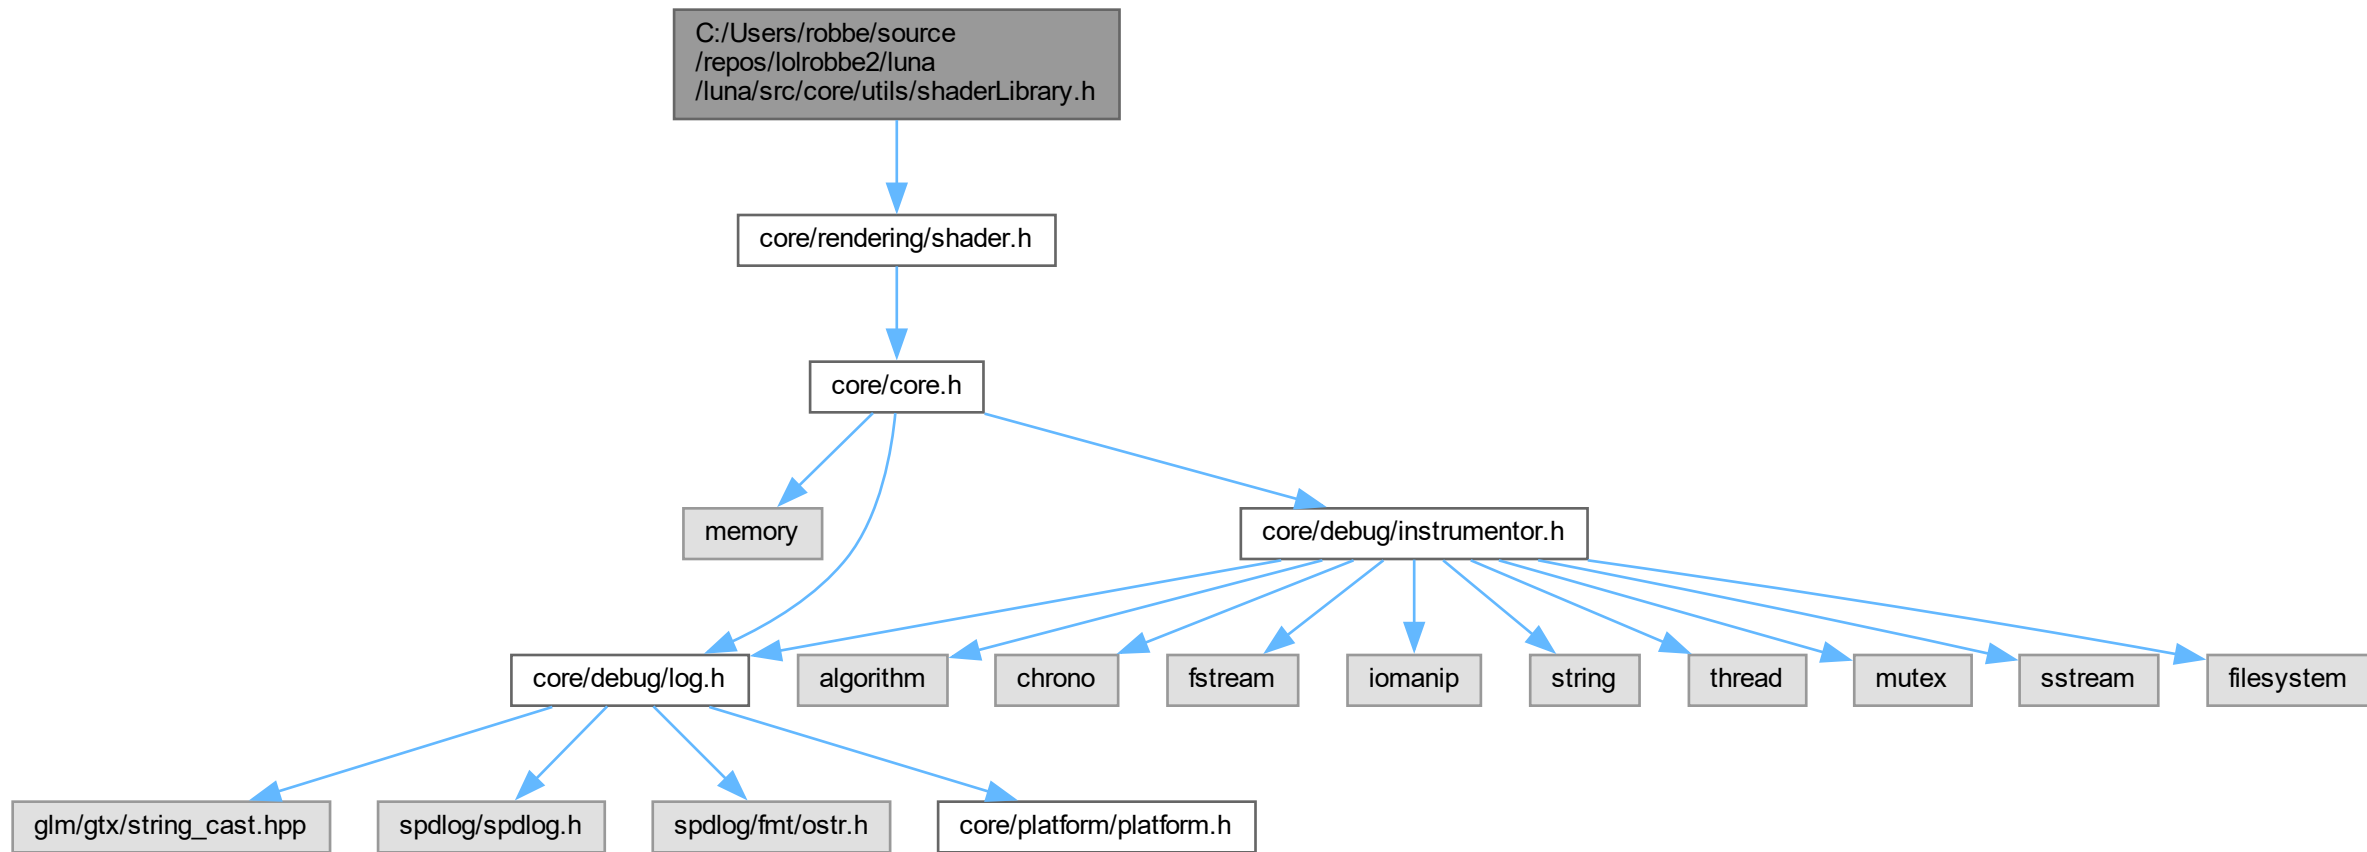 C:/Users/robbe/source
/repos/lolrobbe2/luna
/luna/src/core/utils/shaderLibrary.h
core/rendering/shader.h
core/core.h
memory
core/debug/instrumentor.h
core/debug/log.h
algorithm
chrono
fstream
iomanip
string
thread
mutex
sstream
filesystem
glm/gtx/string_cast.hpp
spdlog/spdlog.h
spdlog/fmt/ostr.h
core/platform/platform.h